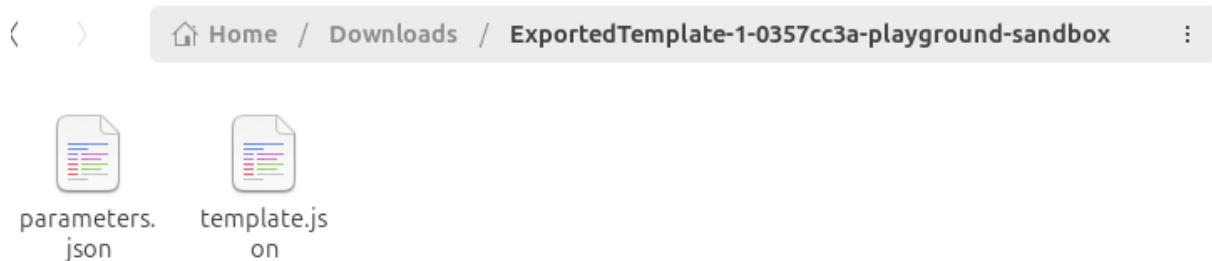 Home / Downloads / ExportedTemplate-1-0357cc3a-playground-sandbox
parameters. template.js
json on